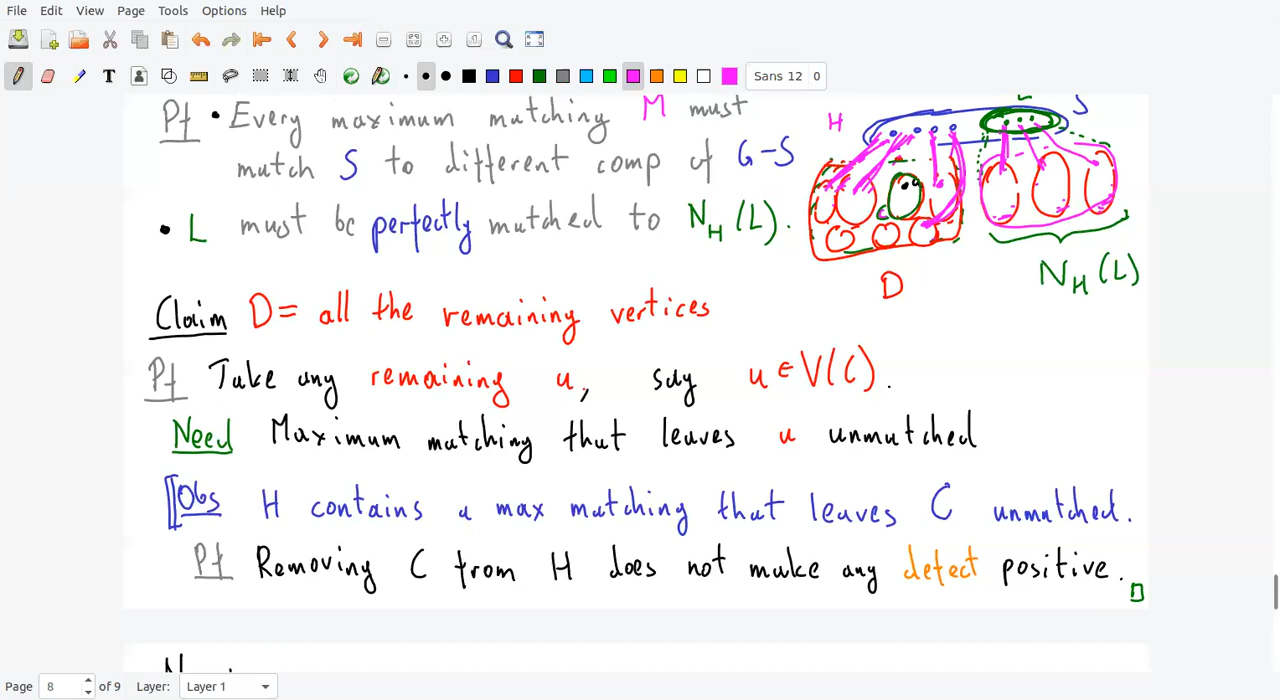 File Edit View Page Tools Options Help
Sans 12 0
Pf • Every maximum matching M must
match S to different comp of G-S
• L must be perfectly matched to N_H(L).
H
S
D
N_H(L)
Claim D = all the remaining vertices
Pf Take any remaining u, say u ∈ V(C).
Need Maximum matching that leaves u unmatched
Obs H contains a max matching that leaves C unmatched.
Pf Removing C from H does not make any defect positive.
Page 8 of 9 Layer: Layer 1